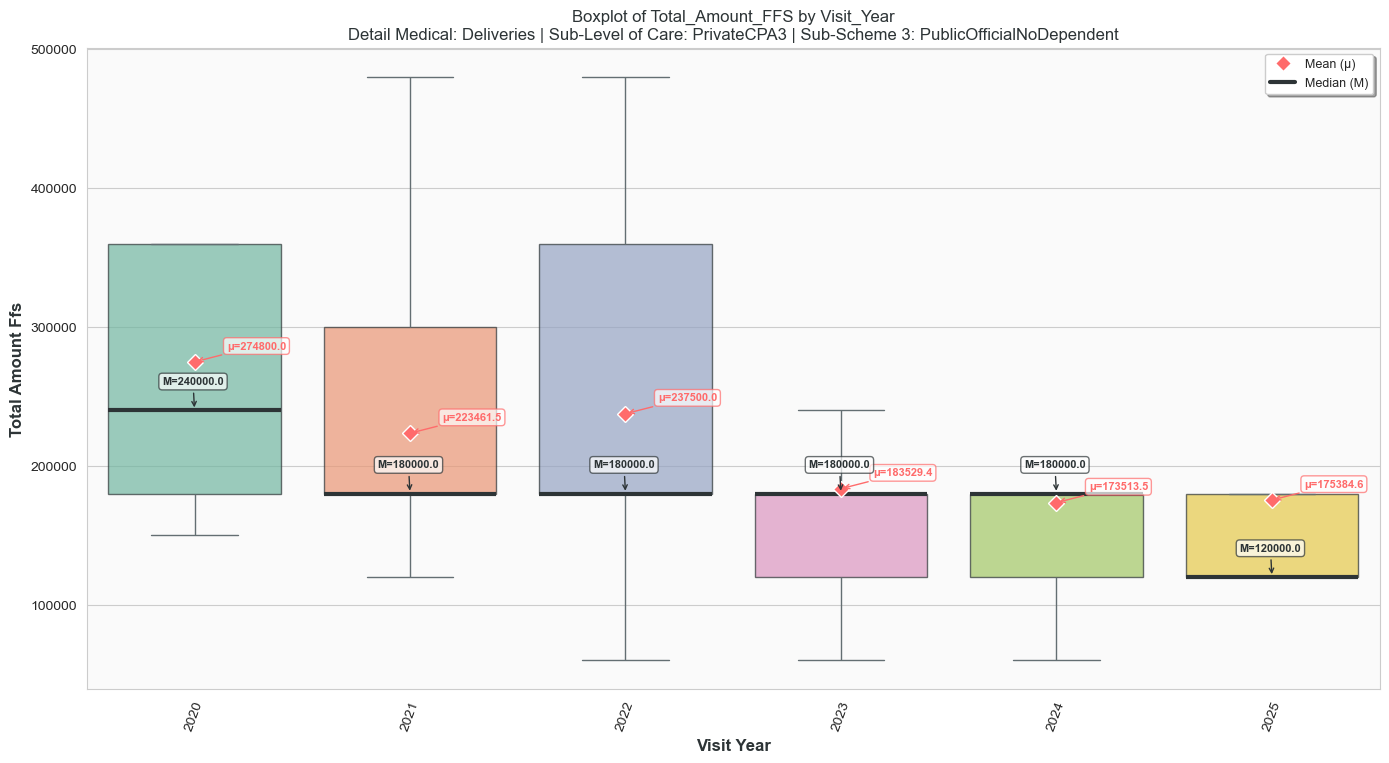 Boxplot of Total_Amount_FFS by Visit_Year
Detail Medical: Deliveries | Sub-Level of Care: PrivateCPA3 | Sub-Scheme 3: PublicOfficialNoDependent
Mean (μ)
Median (M)
Total Amount Ffs
500000
400000
300000
200000
100000
μ=274800.0
M=240000.0
μ=223461.5
M=180000.0
μ=237500.0
M=180000.0
M=180000.0
μ=183529.4
M=180000.0
μ=173513.5
μ=175384.6
M=120000.0
2020
2021
2022
2023
2024
2025
Visit Year